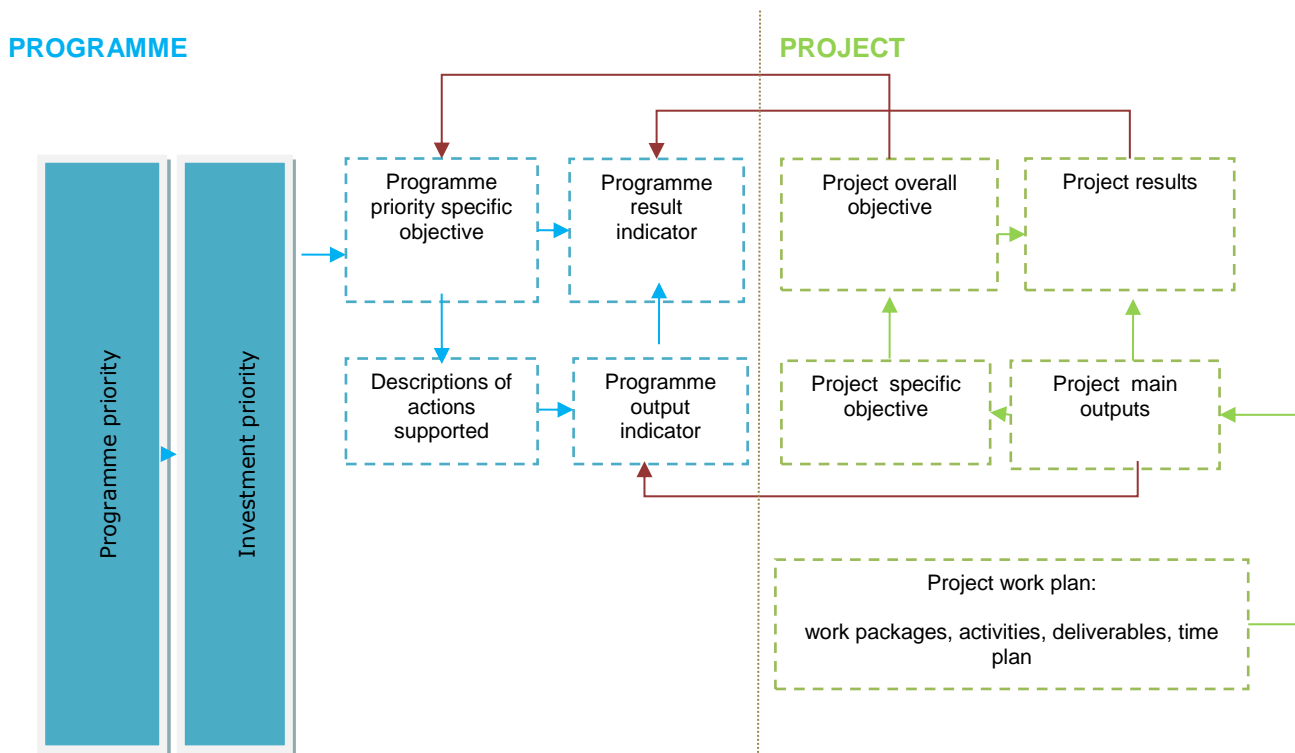 PROGRAMME
PROJECT
Programme priority
Investment priority
Programme
priority specific
objective
Programme
result
indicator
Project overall
objective
Project results
Descriptions of
actions
supported
Programme
output
indicator
Project  specific
objective
Project  main
outputs
Project work plan:
work packages, activities, deliverables, time
plan